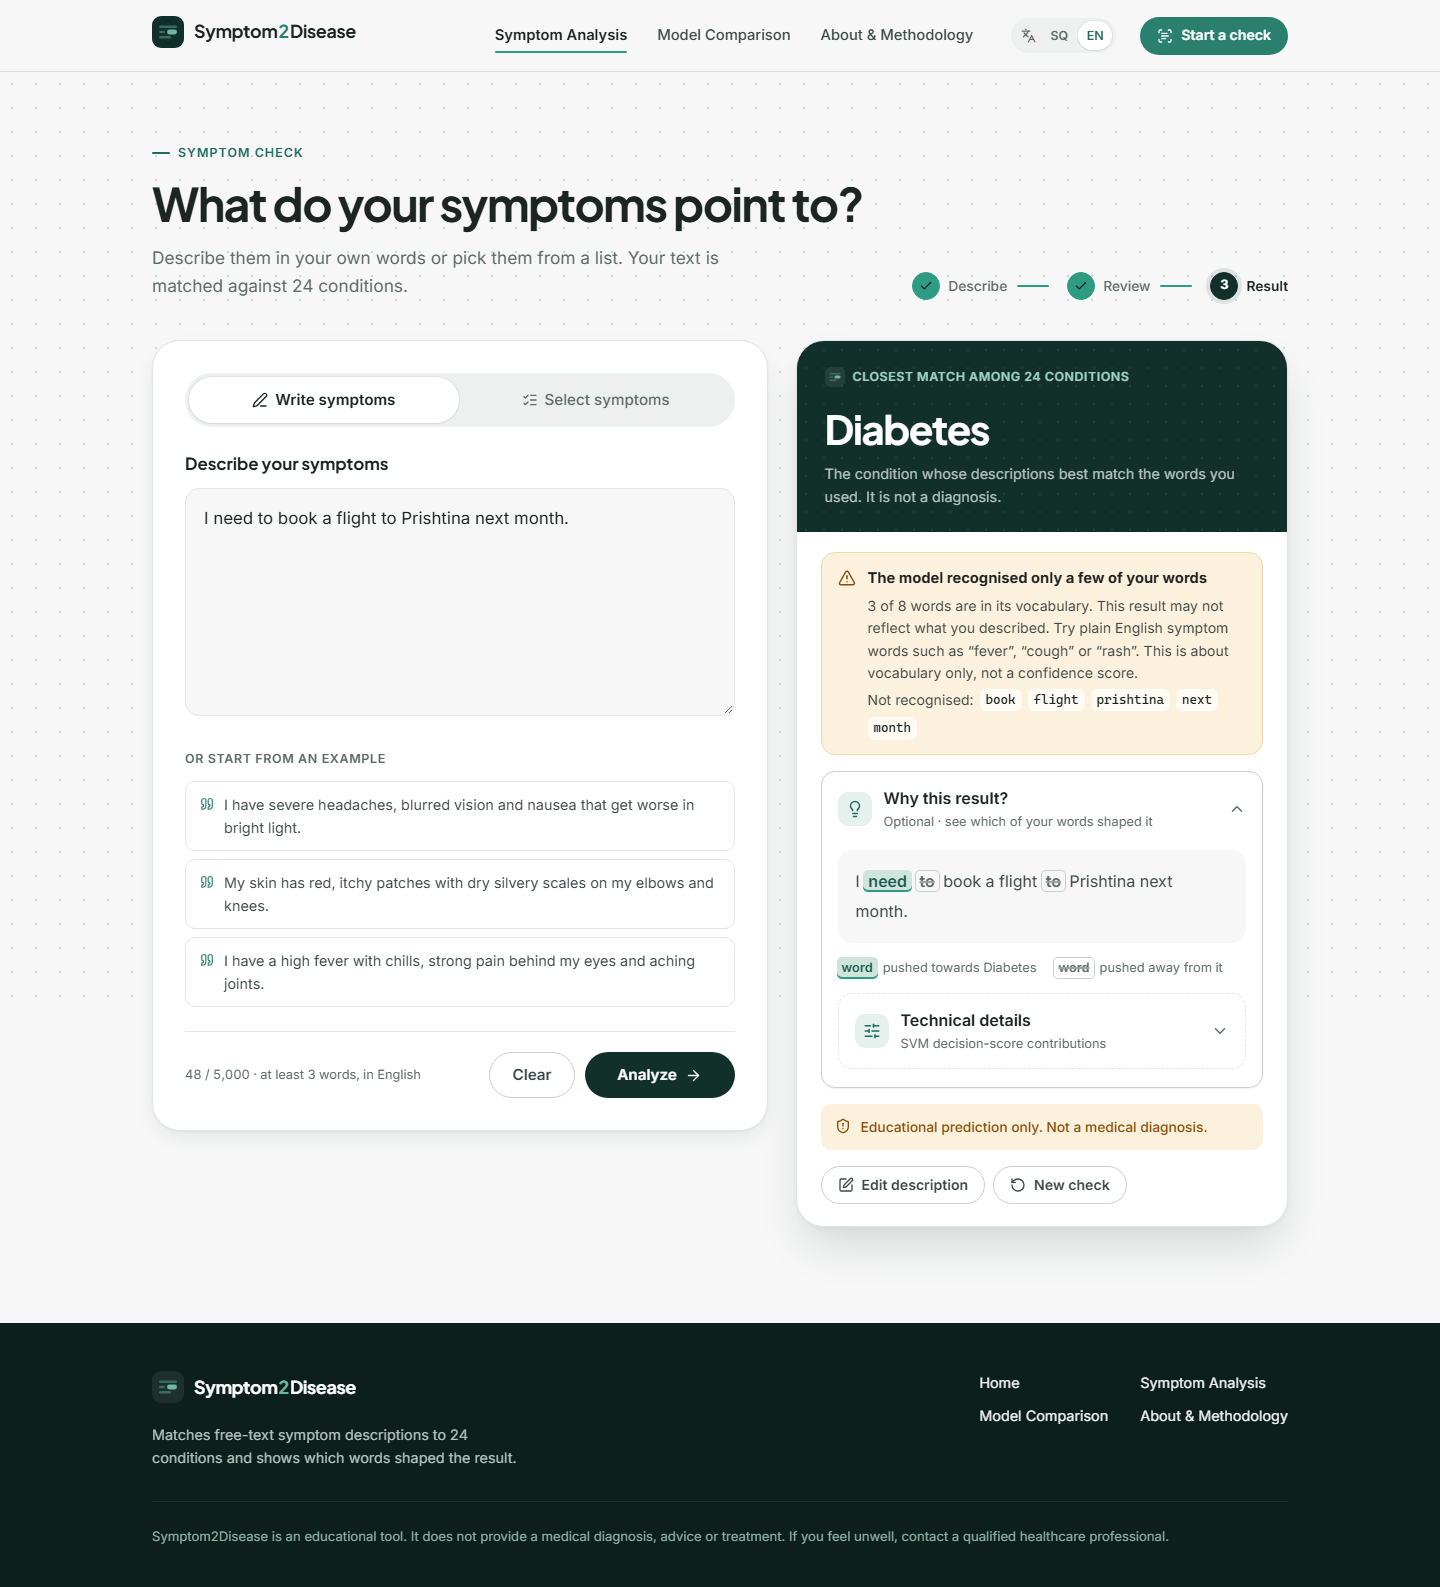 Symptom2Disease
Symptom Analysis
Model Comparison
About & Methodology
SQ
EN
Start a check
SYMPTOM CHECK
What do your symptoms point to?
Describe them in your own words or pick them from a list. Your text is
matched against 24 conditions.
Describe
Review
3
Result
Write symptoms
Select symptoms
Describe your symptoms
I need to book a flight to Prishtina next month.
OR START FROM AN EXAMPLE
I have severe headaches, blurred vision and nausea that get worse in
bright light.
My skin has red, itchy patches with dry silvery scales on my elbows and
knees.
I have a high fever with chills, strong pain behind my eyes and aching
joints.
48 / 5,000 · at least 3 words, in English
Clear
Analyze
CLOSEST MATCH AMONG 24 CONDITIONS
Diabetes
The condition whose descriptions best match the words you
used. It is not a diagnosis.
The model recognised only a few of your words
3 of 8 words are in its vocabulary. This result may not
reflect what you described. Try plain English symptom
words such as “fever”, “cough” or “rash”. This is about
vocabulary only, not a confidence score.
Not recognised: book flight prishtina next
month
Why this result?
Optional · see which of your words shaped it
I need to book a flight to Prishtina next
month.
word pushed towards Diabetes word pushed away from it
Technical details
SVM decision-score contributions
Educational prediction only. Not a medical diagnosis.
Edit description
New check
Symptom2Disease
Matches free-text symptom descriptions to 24
conditions and shows which words shaped the result.
Home
Symptom Analysis
Model Comparison
About & Methodology
Symptom2Disease is an educational tool. It does not provide a medical diagnosis, advice or treatment. If you feel unwell, contact a qualified healthcare professional.